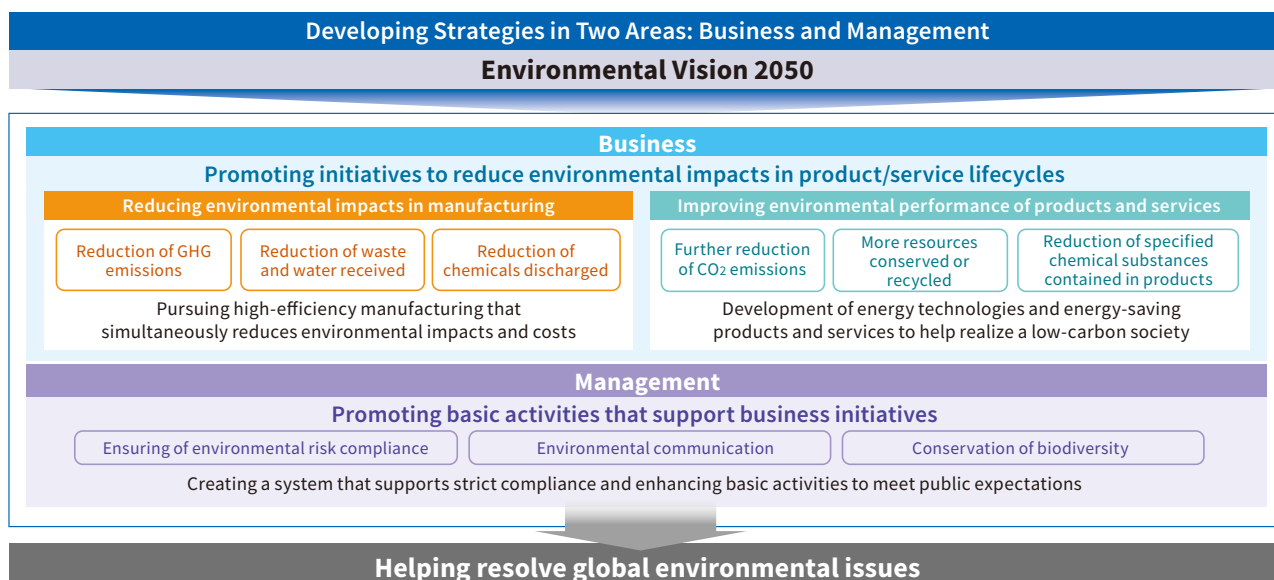 Developing Strategies in Two Areas: Business and Management
Environmental Vision 2050
Business
Promoting initiatives to reduce environmental impacts in product/service lifecycles
Reducing environmental impacts in manufacturing
Reduction of GHG
emissions
Reduction of waste
and water received
Reduction of
chemicals discharged
Pursuing high-efficiency manufacturing that
simultaneously reduces environmental impacts and costs
Improving environmental performance of products and services
Further reduction
of CO2 emissions
More resources
conserved or
recycled
Reduction of specified
chemical substances
contained in products
Development of energy technologies and energy-saving
products and services to help realize a low-carbon society
Management
Promoting basic activities that support business initiatives
Ensuring of environmental risk compliance
Environmental communication
Conservation of biodiversity
Creating a system that supports strict compliance and enhancing basic activities to meet public expectations
Helping resolve global environmental issues